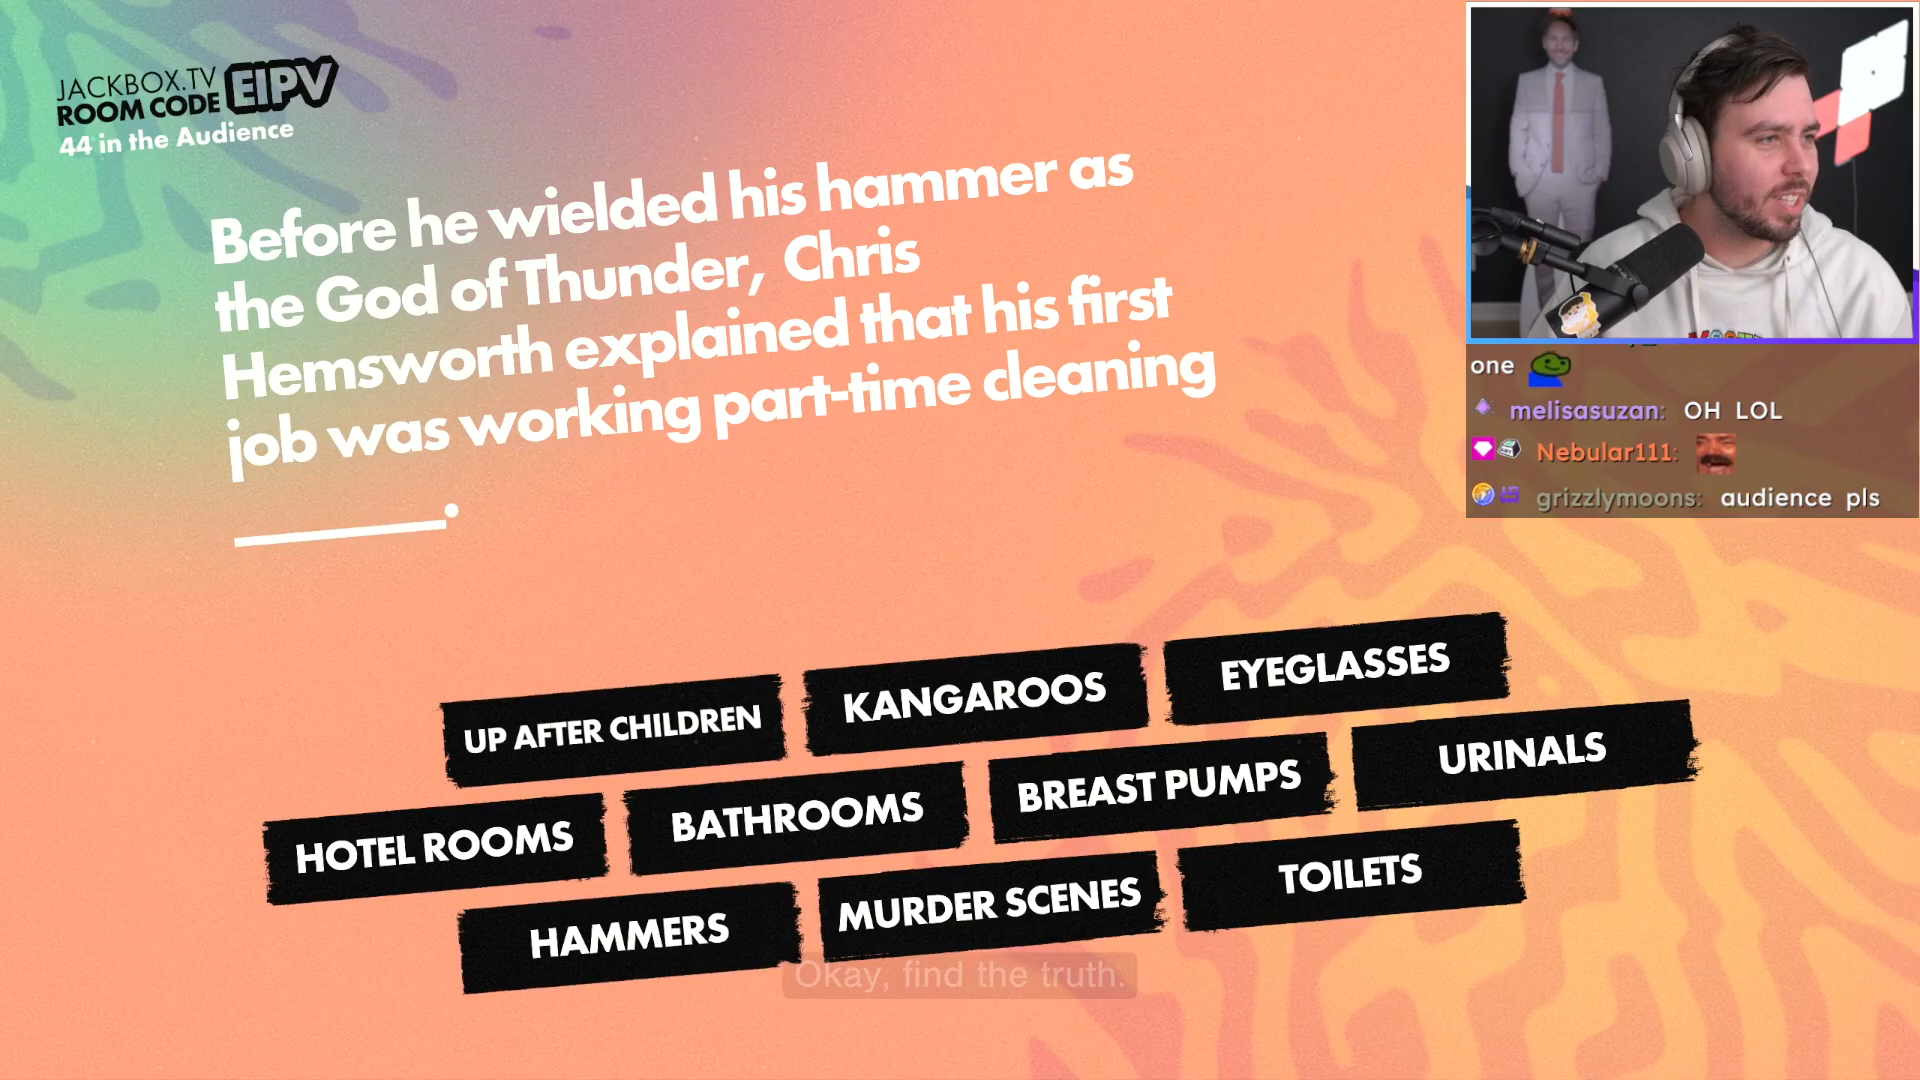 JACKBOX.TV
ROOM CODE EIPV
44 in the Audience
Before he wielded his hammer as
the God of Thunder, Chris
Hemsworth explained that his first
job was working part-time cleaning
______.
one
melisasuzan: OH LOL
Nebular111:
grizzlymoons: audience pls
UP AFTER CHILDREN
KANGAROOS
EYEGLASSES
HOTEL ROOMS
BATHROOMS
BREAST PUMPS
URINALS
HAMMERS
MURDER SCENES
TOILETS
Okay, find the truth.